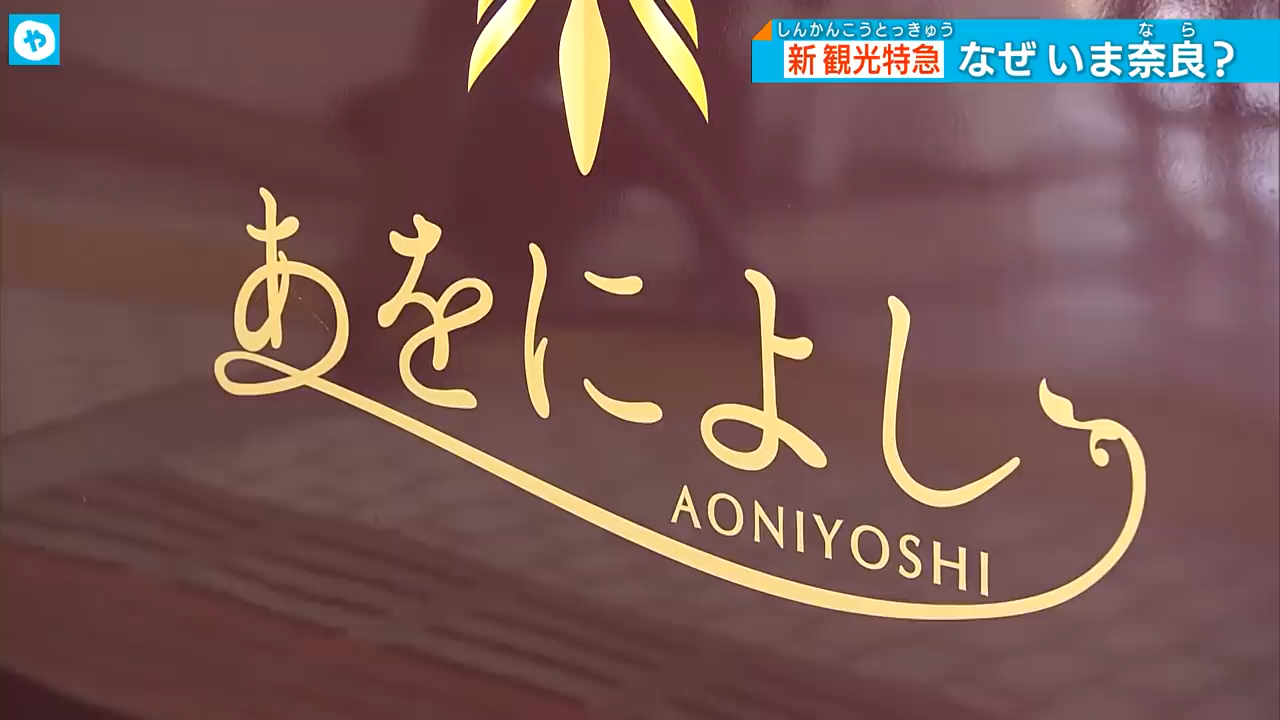 や
しんかんこうとっきゅう なら
新 観光特急 なぜ いま奈良?
あをによし
AONIYOSHI